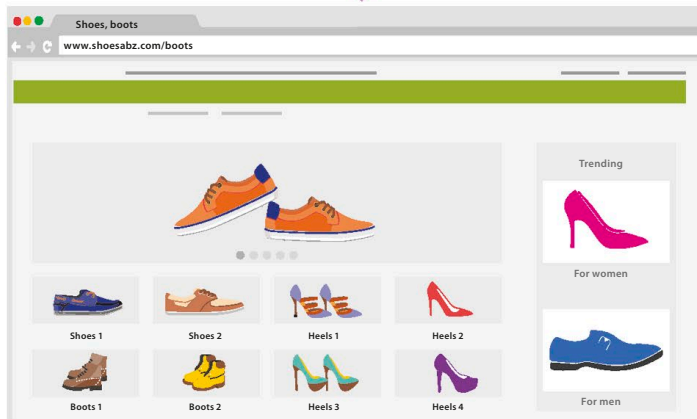 Shoes, boots
www.shoesabz.com/boots
Trending
For women
Shoes 1
Shoes 2
Heels 1
Heels 2
Boots 1
Boots 2
Heels 3
Heels 4
For men